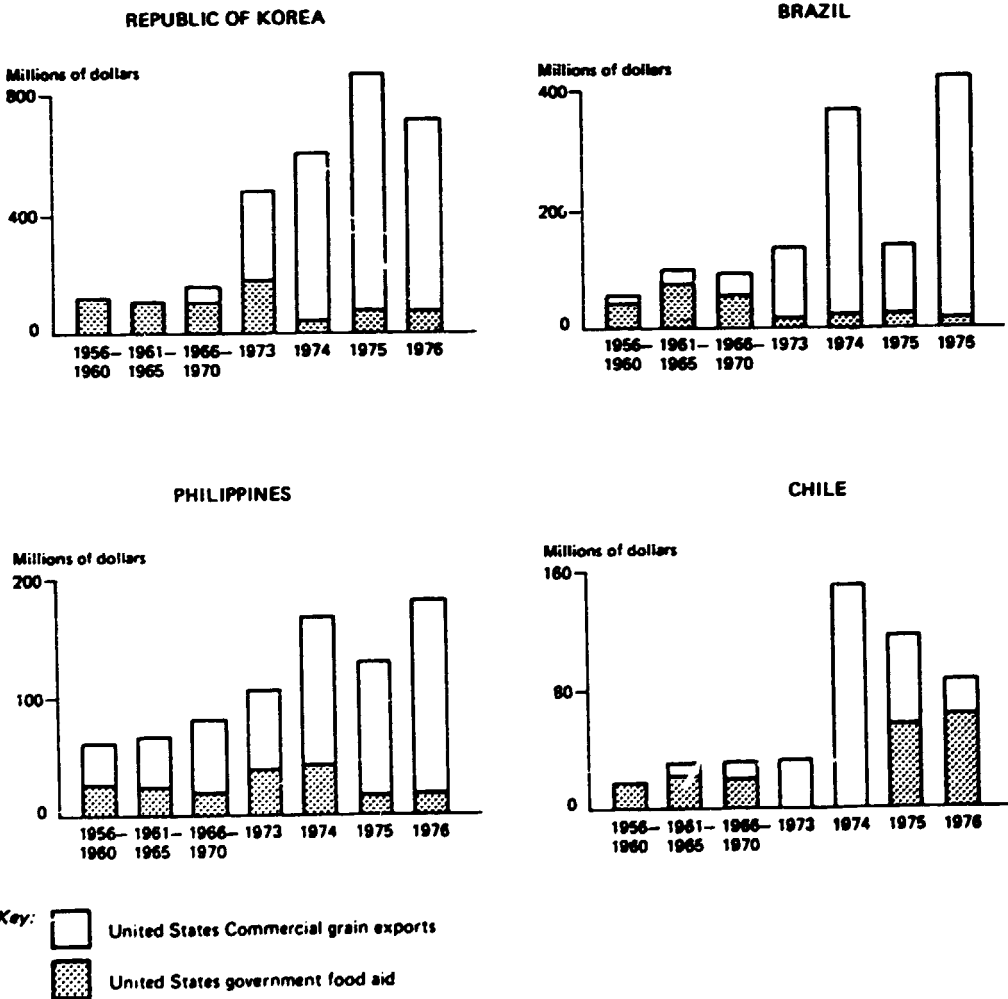 REPUBLIC OF KOREA
Millions of dollars
800
400
0
1956– 1961– 1966– 1973 1974 1975 1976
1960 1965 1970
BRAZIL
Millions of dollars
400
200
0
1956– 1961– 1966– 1973 1974 1975 1976
1960 1965 1970
PHILIPPINES
Millions of dollars
200
100
0
1956– 1961– 1966– 1973 1974 1975 1976
1960 1965 1970
CHILE
Millions of dollars
160
80
0
1956– 1961– 1966– 1973 1974 1975 1976
1960 1965 1970
Key:
United States Commercial grain exports
United States government food aid